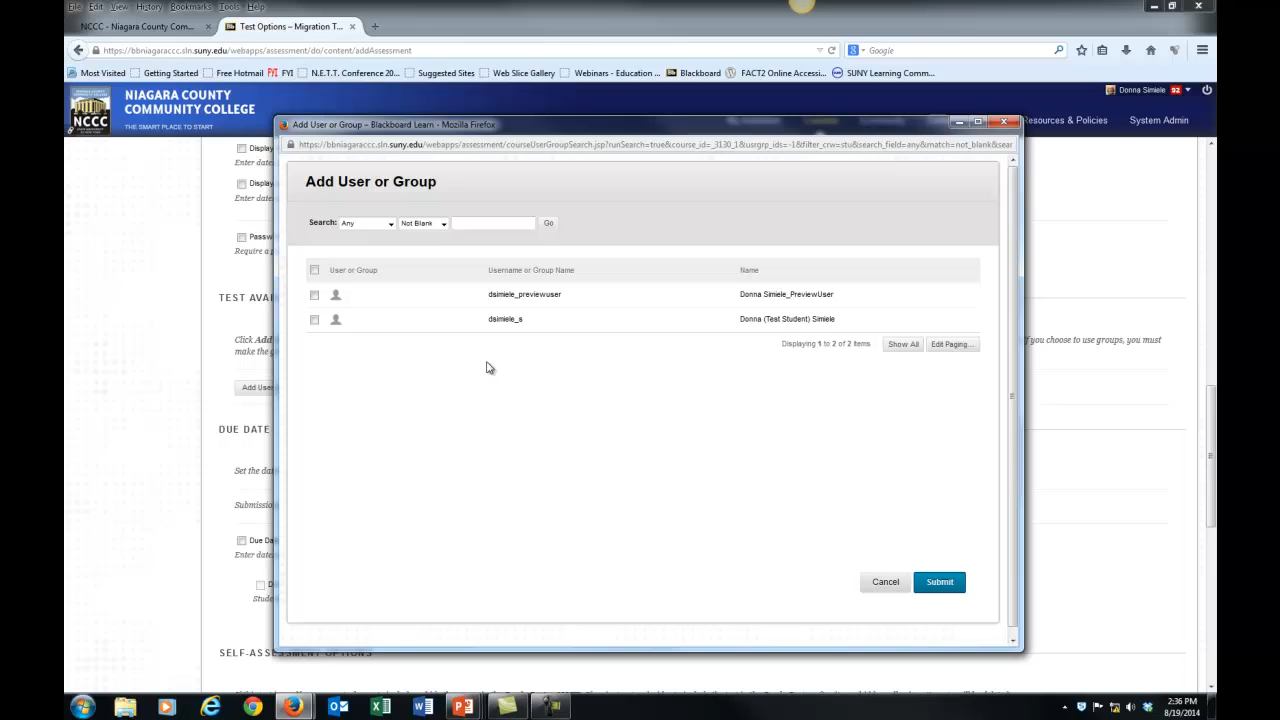 File Edit View History Bookmarks Tools Help
NCCC - Niagara County Com... × Test Options – Migration T... × +
https://bbniagaraccc.sln.suny.edu/webapps/assessment/do/content/addAssessment Google
Most Visited Getting Started Free Hotmail FYI FYI N.E.T.T. Conference 20... Suggested Sites Web Slice Gallery Webinars - Education ... Blackboard FACT2 Online Accessi... SUNY Learning Comm...
NIAGARA COUNTY
COMMUNITY COLLEGE
THE SMART PLACE TO START
NCCC
Donna Simiele 92
Resources & Policies System Admin
Add User or Group – Blackboard Learn - Mozilla Firefox
https://bbniagaraccc.sln.suny.edu/webapps/assessment/courseUserGroupSearch.jsp?runSearch=true&course_id=_3130_1&usrgrp_ids=-1&filter_crw=stu&search_field=any&match=not_blank&sear
Add User or Group
Search: Any Not Blank Go
User or Group Username or Group Name Name
dsimiele_previewuser Donna Simiele_PreviewUser
dsimiele_s Donna (Test Student) Simiele
Displaying 1 to 2 of 2 items Show All Edit Paging...
Cancel Submit
Display
Enter date
Display
Enter date
Passw
Require a p
TEST AVA
Click Add
make the g
f you choose to use groups, you must
Add User
DUE DATE
Set the da
Submissio
Due Da
Enter date
D
Stude
SELF-ASSESSMENT OPTIONS
2:36 PM
8/19/2014